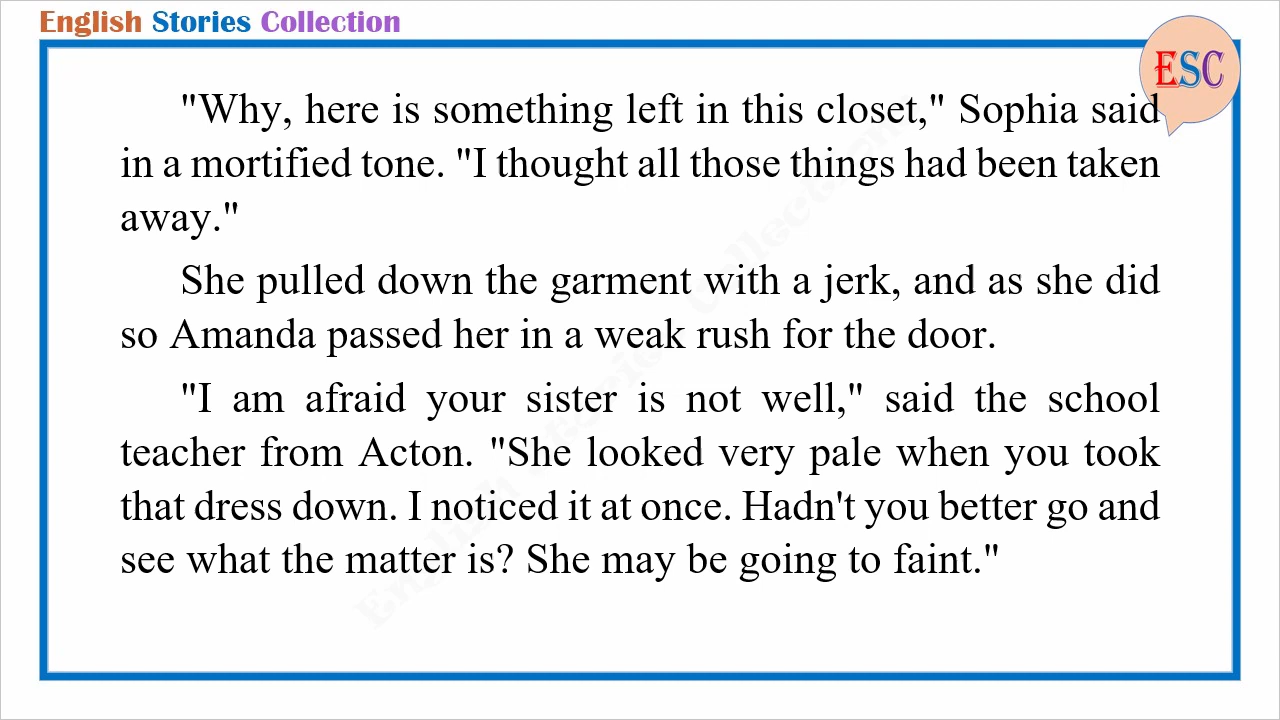 English Stories Collection
ESC
"Why, here is something left in this closet," Sophia said
in a mortified tone. "I thought all those things had been taken
away."
She pulled down the garment with a jerk, and as she did
so Amanda passed her in a weak rush for the door.
"I am afraid your sister is not well," said the school
teacher from Acton. "She looked very pale when you took
that dress down. I noticed it at once. Hadn't you better go and
see what the matter is? She may be going to faint."
English Stories Collections